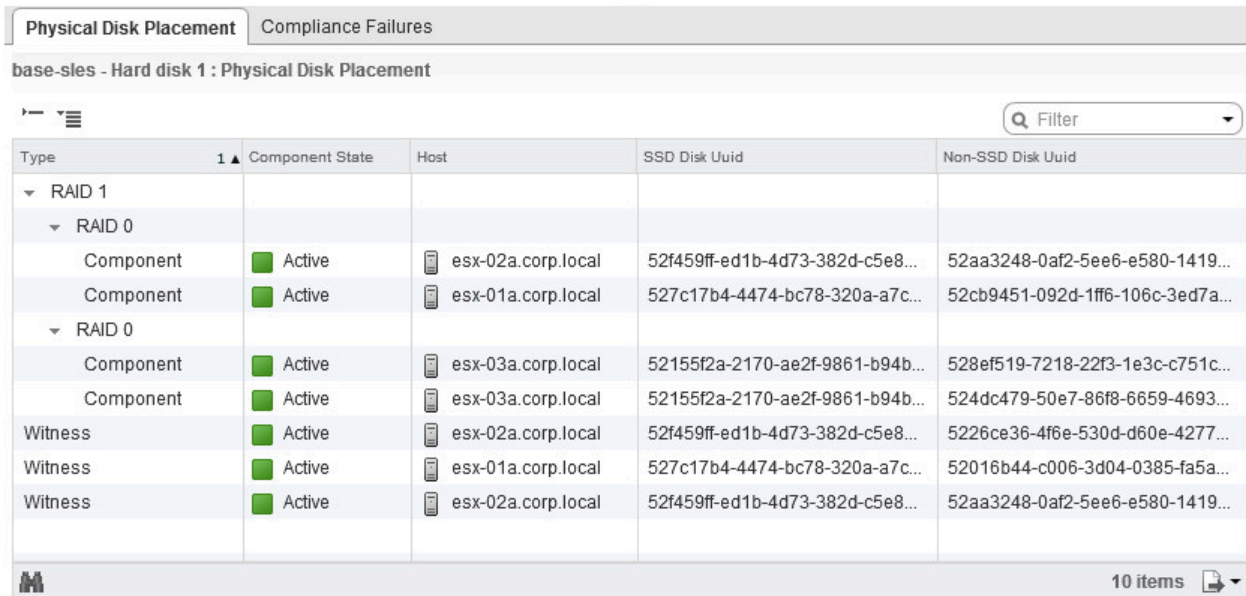 Physical Disk Placement Compliance Failures
base-sles - Hard disk 1 : Physical Disk Placement
Filter
Type 1 Component State Host SSD Disk Uuid Non-SSD Disk Uuid
RAID 1
RAID 0
Component Active esx-02a.corp.local 52f459ff-ed1b-4d73-382d-c5e8... 52aa3248-0af2-5ee6-e580-1419...
Component Active esx-01a.corp.local 527c17b4-4474-bc78-320a-a7c... 52cb9451-092d-1ff6-106c-3ed7a...
RAID 0
Component Active esx-03a.corp.local 52155f2a-2170-ae2f-9861-b94b... 528ef519-7218-22f3-1e3c-c751c...
Component Active esx-03a.corp.local 52155f2a-2170-ae2f-9861-b94b... 524dc479-50e7-86f8-6659-4693...
Witness Active esx-02a.corp.local 52f459ff-ed1b-4d73-382d-c5e8... 5226ce36-4f6e-530d-d60e-4277...
Witness Active esx-01a.corp.local 527c17b4-4474-bc78-320a-a7c... 52016b44-c006-3d04-0385-fa5a...
Witness Active esx-02a.corp.local 52f459ff-ed1b-4d73-382d-c5e8... 52aa3248-0af2-5ee6-e580-1419...
10 items